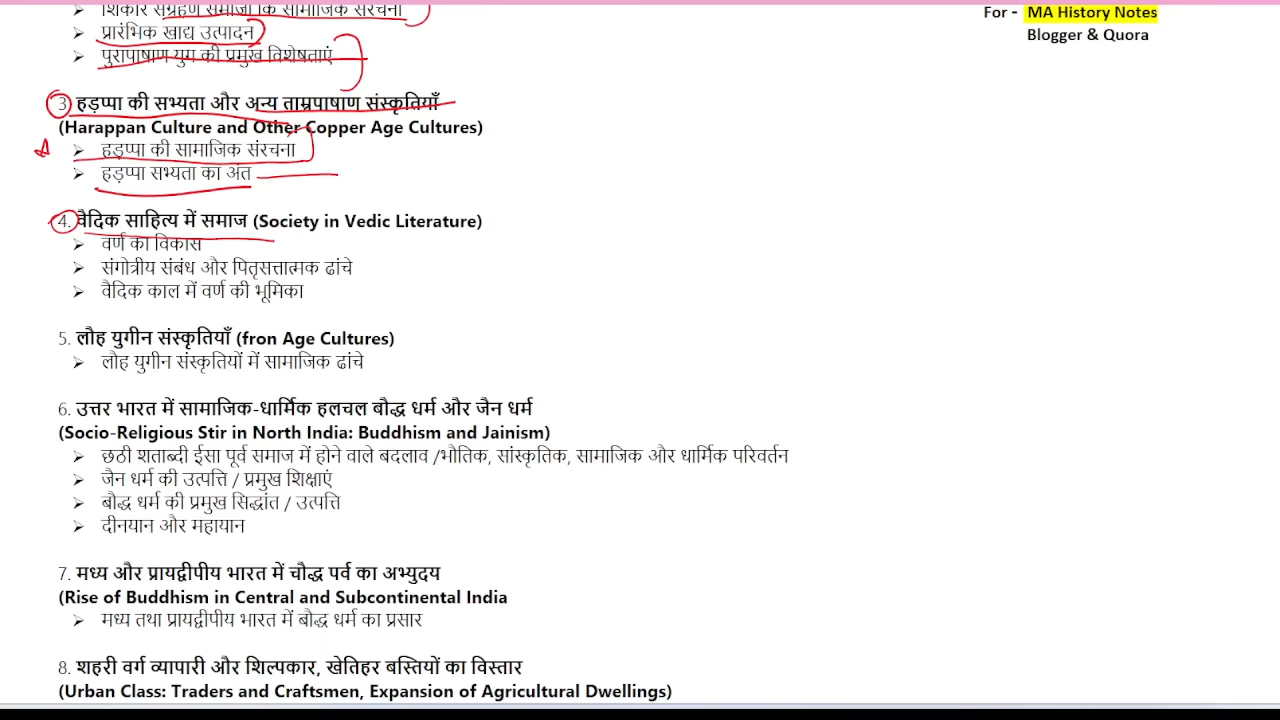 शिकार संग्रहण समाजों कि सामाजिक संरचना
For - MA History Notes
प्रारंभिक खाद्य उत्पादन
Blogger & Quora
पुरापाषाण युग की प्रमुख विशेषताएं
3. हड़प्पा की सभ्यता और अन्य ताम्रपाषाण संस्कृतियाँ
(Harappan Culture and Other Copper Age Cultures)
हड़प्पा की सामाजिक संरचना
हड़प्पा सभ्यता का अंत
4. वैदिक साहित्य में समाज (Society in Vedic Literature)
वर्ण का विकास
संगोत्रीय संबंध और पितृसत्तात्मक ढांचे
वैदिक काल में वर्ण की भूमिका
5. लौह युगीन संस्कृतियाँ (fron Age Cultures)
लौह युगीन संस्कृतियों में सामाजिक ढांचे
6. उत्तर भारत में सामाजिक-धार्मिक हलचल बौद्ध धर्म और जैन धर्म
(Socio-Religious Stir in North India: Buddhism and Jainism)
छठी शताब्दी ईसा पूर्व समाज में होने वाले बदलाव /भौतिक, सांस्कृतिक, सामाजिक और धार्मिक परिवर्तन
जैन धर्म की उत्पत्ति / प्रमुख शिक्षाएं
बौद्ध धर्म की प्रमुख सिद्धांत / उत्पत्ति
दीनयान और महायान
7. मध्य और प्रायद्वीपीय भारत में चौद्ध पर्व का अभ्युदय
(Rise of Buddhism in Central and Subcontinental India
मध्य तथा प्रायद्वीपीय भारत में बौद्ध धर्म का प्रसार
8. शहरी वर्ग व्यापारी और शिल्पकार, खेतिहर बस्तियों का विस्तार
(Urban Class: Traders and Craftsmen, Expansion of Agricultural Dwellings)